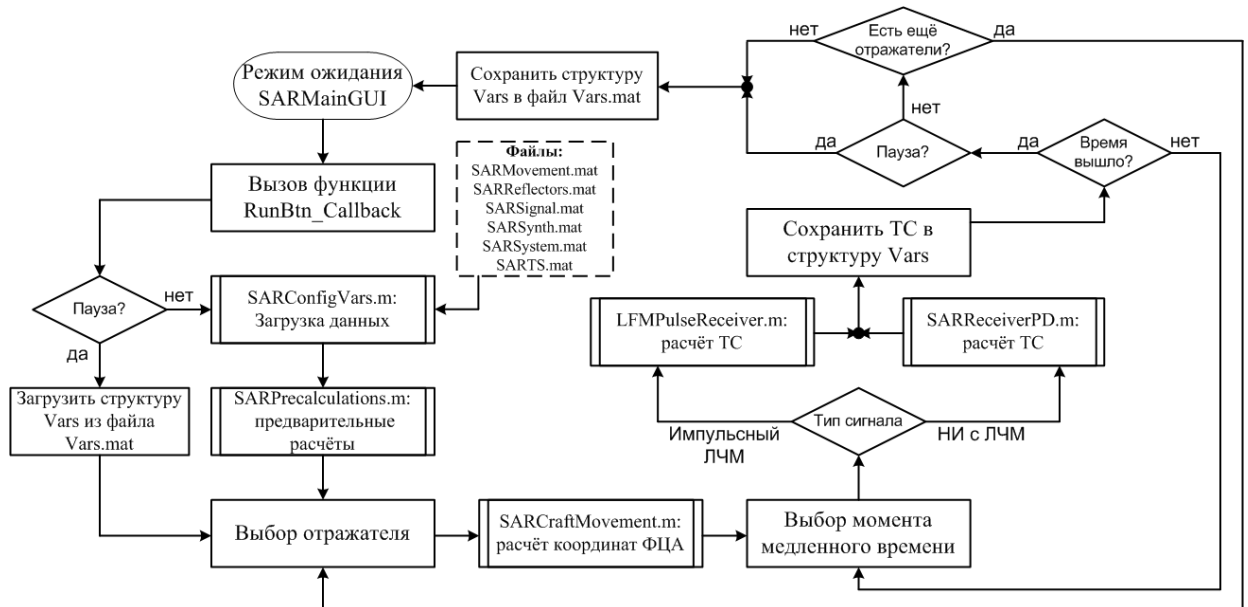 Режим ожидания
SARMainGUI
Сохранить структуру
Vars в файл Vars.mat
нет
Есть ещё
отражатели?
да
нет
да
Пауза?
да
Время
вышло?
нет
Вызов функции
RunBtn_Callback
Файлы:
SARMovement.mat
SARReflectors.mat
SARSignal.mat
SARSynth.mat
SARSystem.mat
SARTS.mat
Сохранить ТС в
структуру Vars
Пауза?
нет
да
SARConfigVars.m:
Загрузка данных
LFMPulseReceiver.m:
расчёт ТС
SARReceiverPD.m:
расчёт ТС
Загрузить структуру
Vars из файла
Vars.mat
SARPrecalculations.m:
предварительные
расчёты
Тип сигнала
Импульсный
ЛЧМ
НИ с ЛЧМ
Выбор отражателя
SARCraftMovement.m:
расчёт координат ФЦА
Выбор момента
медленного времени